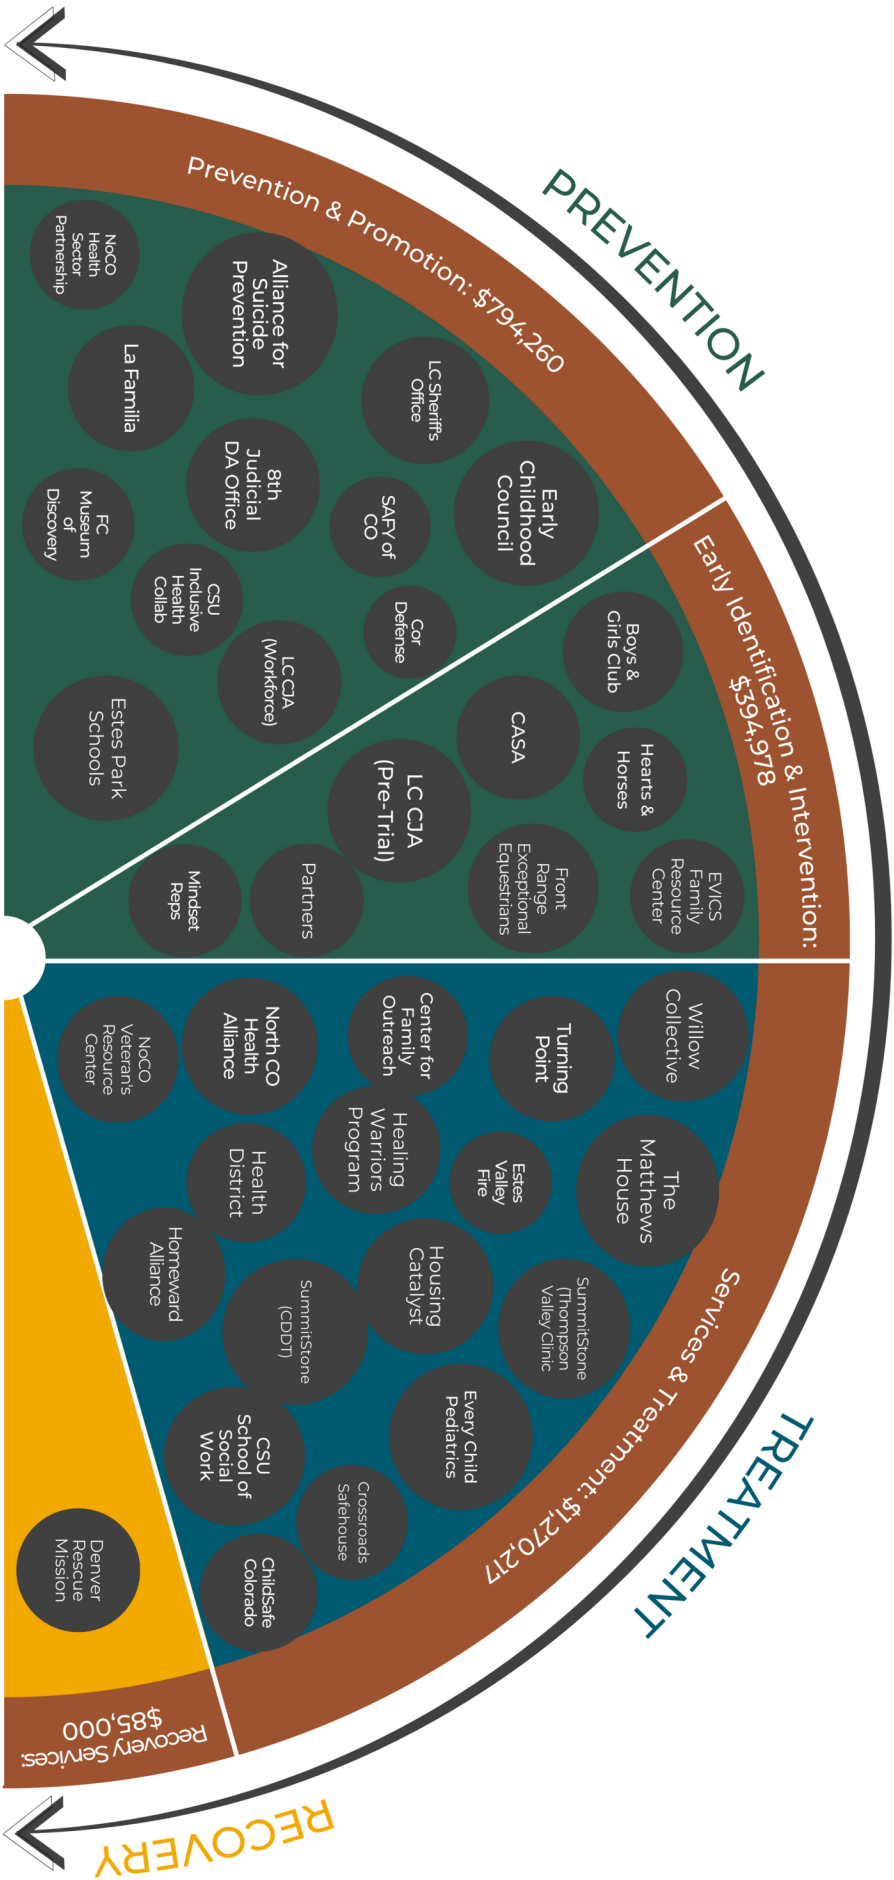 PREVENTION
Prevention & Promotion: $794,260
NoCO
Health
Sector
Partnership
Alliance for
Suicide
Prevention
La Familia
LC Sheriff's
Office
8th
Judicial
DA Office
Early
Childhood
Council
FC
Museum
of
Discovery
SAFY of
CO
CSU
Inclusive
Health
Collab
Cor
Defense
LC CJA
(Workforce)
Estes Park
Schools
Early Identification & Intervention:
$394,978
Boys &
Girls Club
CASA
Hearts &
Horses
LC CJA
(Pre-Trial)
Front
Range
Exceptional
Equestrians
EVICS
Family
Resource
Center
Partners
Mindset
Reps
TREATMENT
Services & Treatment: $1,270,217
Willow
Collective
Turning
Point
Center for
Family
Outreach
North CO
Health
Alliance
NoCO
Veteran's
Resource
Center
The
Matthews
House
Estes
Valley
Fire
Healing
Warriors
Program
Health
District
Homeward
Alliance
Housing
Catalyst
SummitStone
(Thompson
Valley Clinic
SummitStone
(CDDT)
Every Child
Pediatrics
CSU
School of
Social
Work
Crossroads
Safehouse
ChildSafe
Colorado
RECOVERY
Recovery Services:
$85,000
Denver
Rescue
Mission